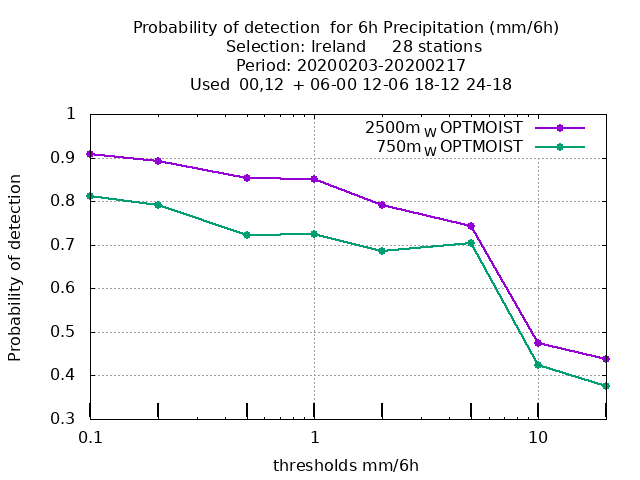 Probability of detection  for 6h Precipitation (mm/6h)
Selection: Ireland     28 stations
Period: 20200203-20200217
Used  00,12  + 06-00 12-06 18-12 24-18
2500m W OPTMOIST
750m W OPTMOIST
Probability of detection
1
0.9
0.8
0.7
0.6
0.5
0.4
0.3
0.1 1 10
thresholds mm/6h